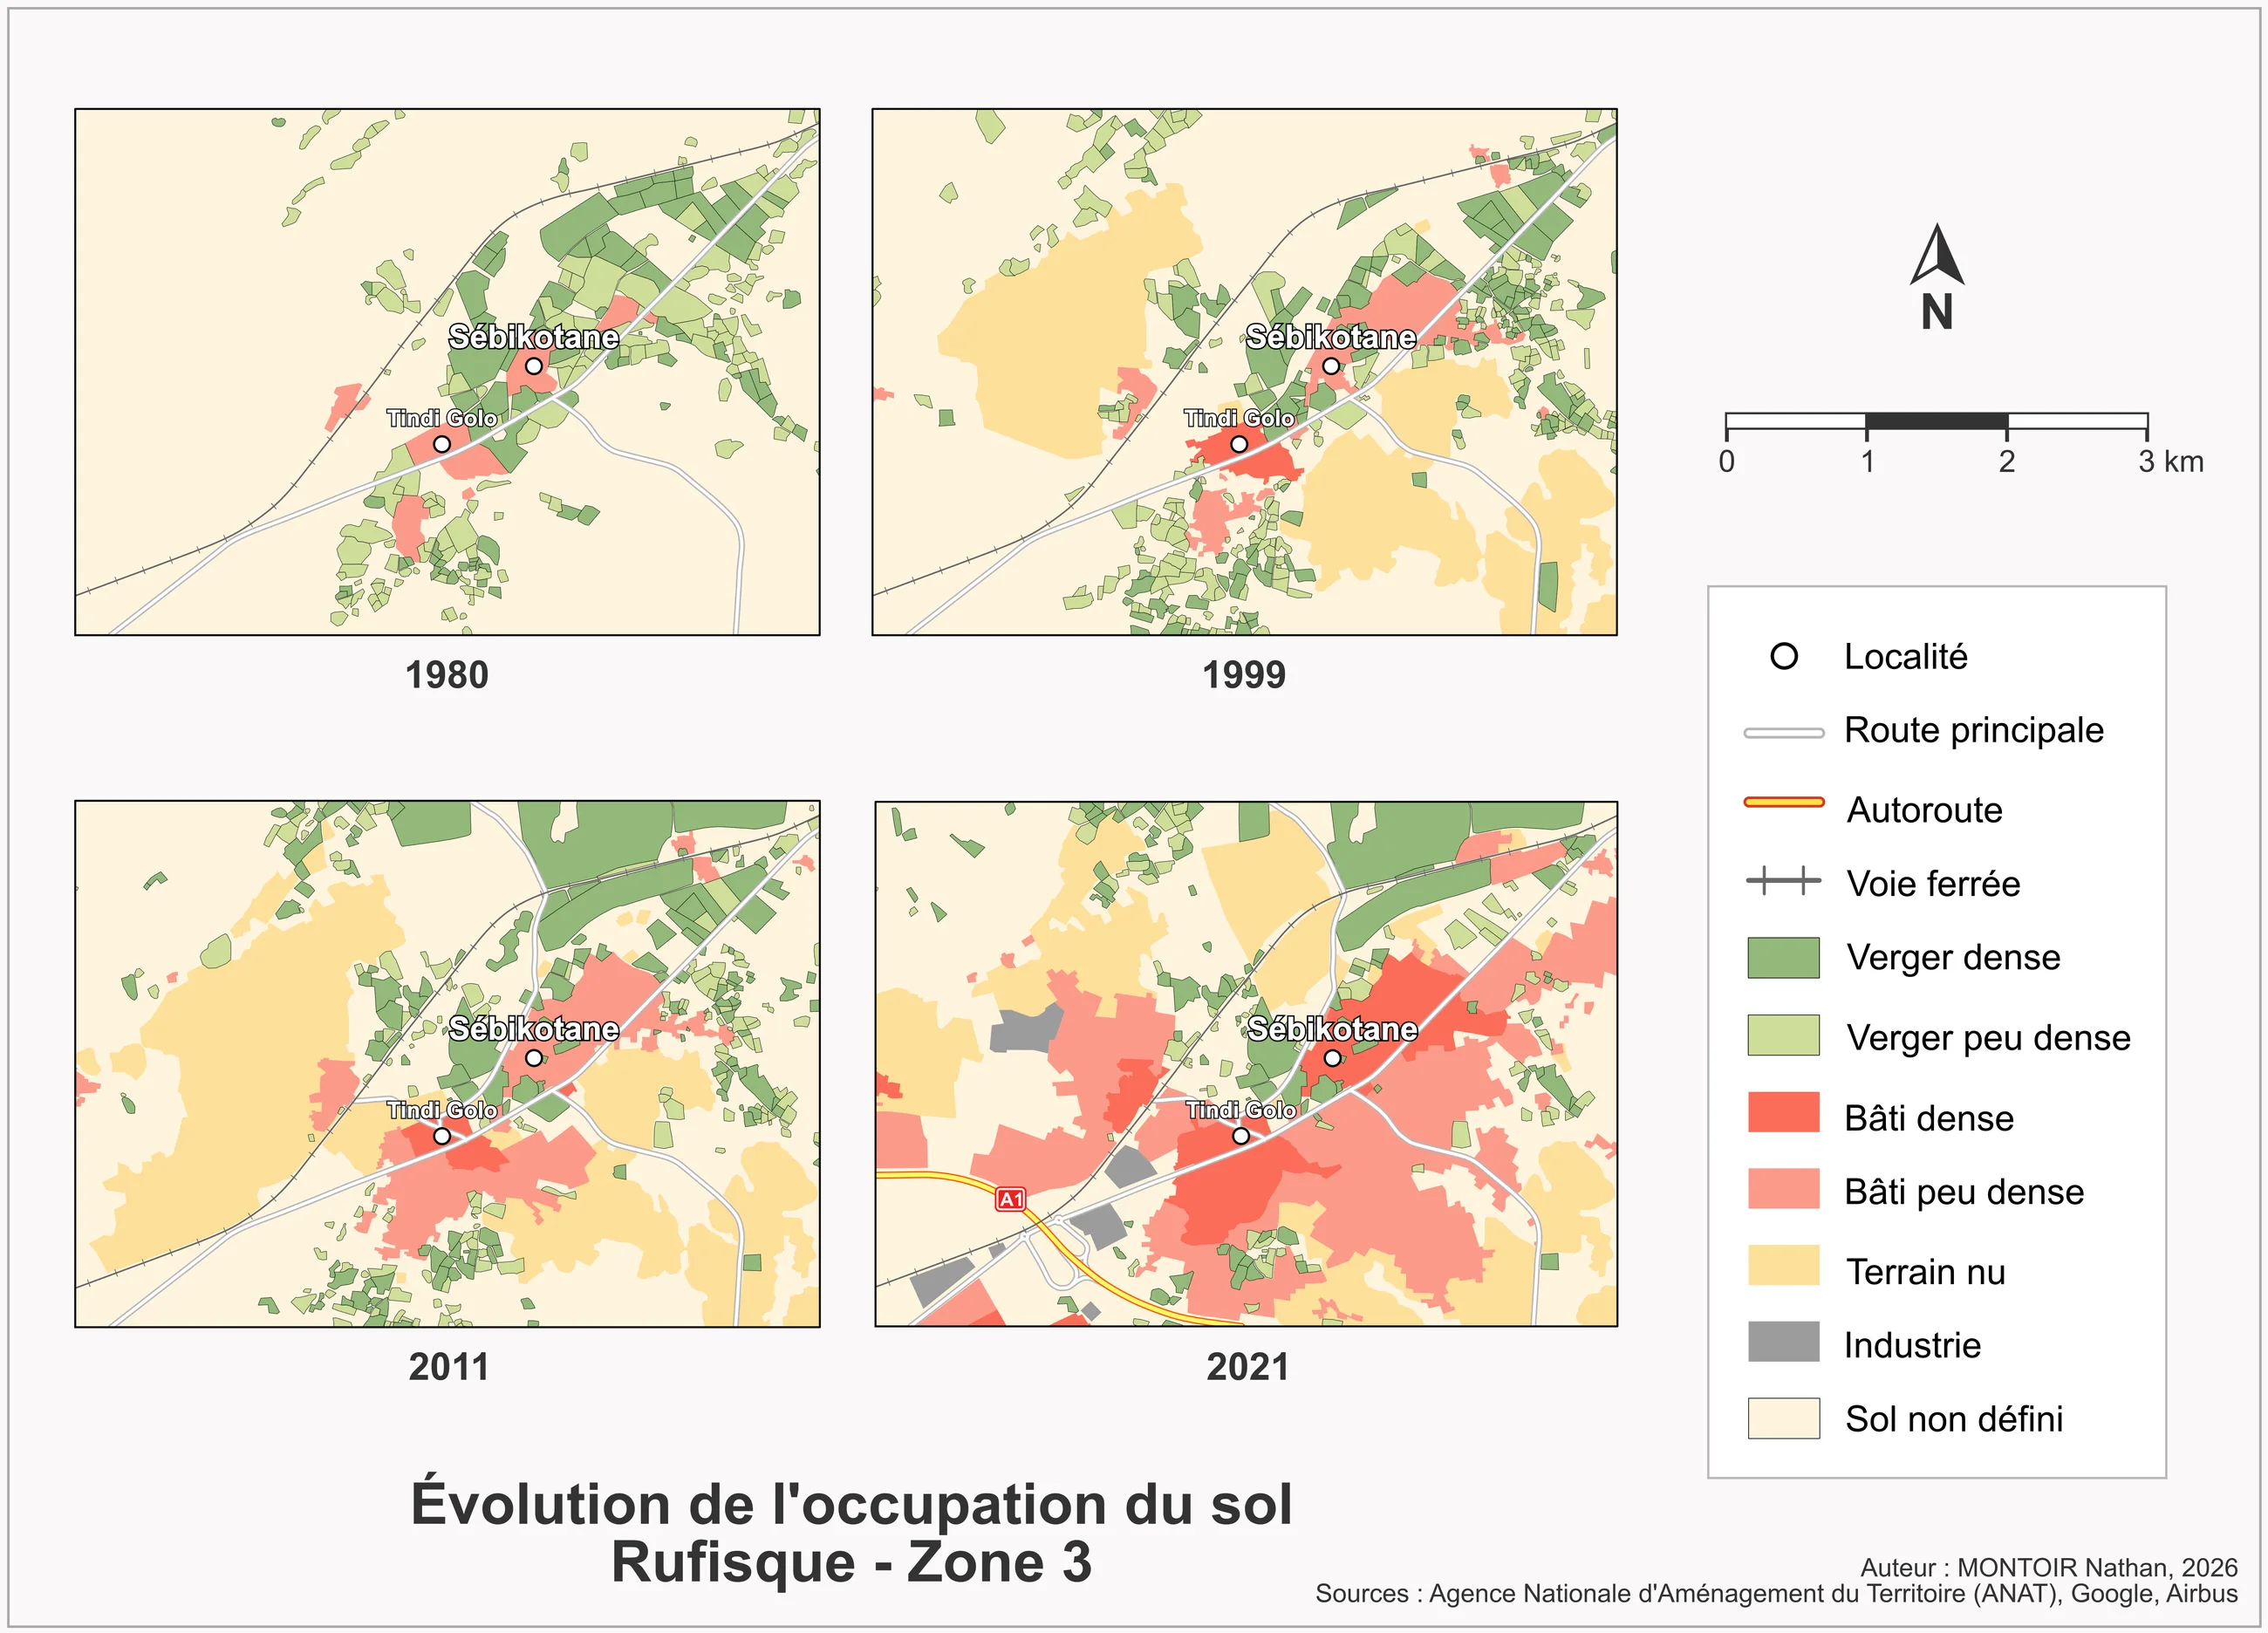 Sébikotane
Tindi Golo
1980
Sébikotane
Tindi Golo
1999
N
0 1 2 3 km
Sébikotane
Tindi Golo
2011
Sébikotane
Tindi Golo
A1
2021
Localité
Route principale
Autoroute
Voie ferrée
Verger dense
Verger peu dense
Bâti dense
Bâti peu dense
Terrain nu
Industrie
Sol non défini
Évolution de l'occupation du sol
Rufisque - Zone 3
Auteur : MONTOIR Nathan, 2026
Sources : Agence Nationale d'Aménagement du Territoire (ANAT), Google, Airbus